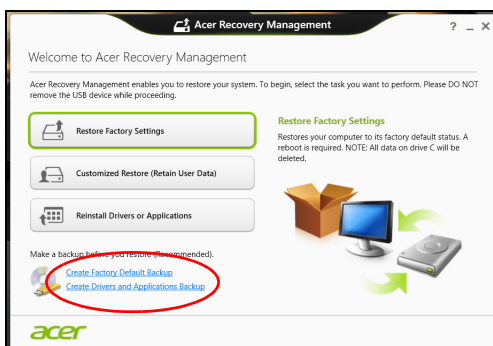 Acer Recovery Management
? _ X
Welcome to Acer Recovery Management
Acer Recovery Management enables you to restore your system. To begin, select the task you want to perform. Please DO NOT
remove the USB device while proceeding.
Restore Factory Settings
Customized Restore (Retain User Data)
Reinstall Drivers or Applications
Restore Factory Settings
Restores your computer to its factory default status. A
reboot is required. NOTE: All data on drive C will be
deleted.
Make a backup before you restore (Recommended).
Create Factory Default Backup
Create Drivers and Applications Backup
acer